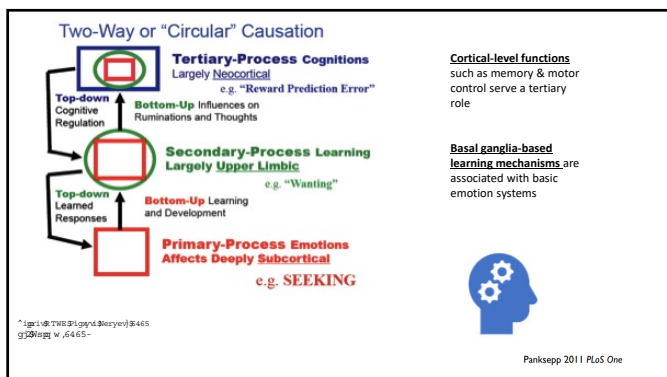 Two-Way or “Circular” Causation
Tertiary-Process Cognitions
Largely Neocortical
e.g. “Reward Prediction Error”
Top-down
Cognitive
Regulation
Bottom-Up Influences on
Ruminations and Thoughts
Secondary-Process Learning
Largely Upper Limbic
e.g. “Wanting”
Top-down
Learned
Responses
Bottom-Up Learning
and Development
Primary-Process Emotions
Affects Deeply Subcortical
e.g. SEEKING
Cortical-level functions
such as memory & motor
control serve a tertiary
role
Basal ganglia-based
learning mechanisms are
associated with basic
emotion systems
Panksepp 2011 PLoS One